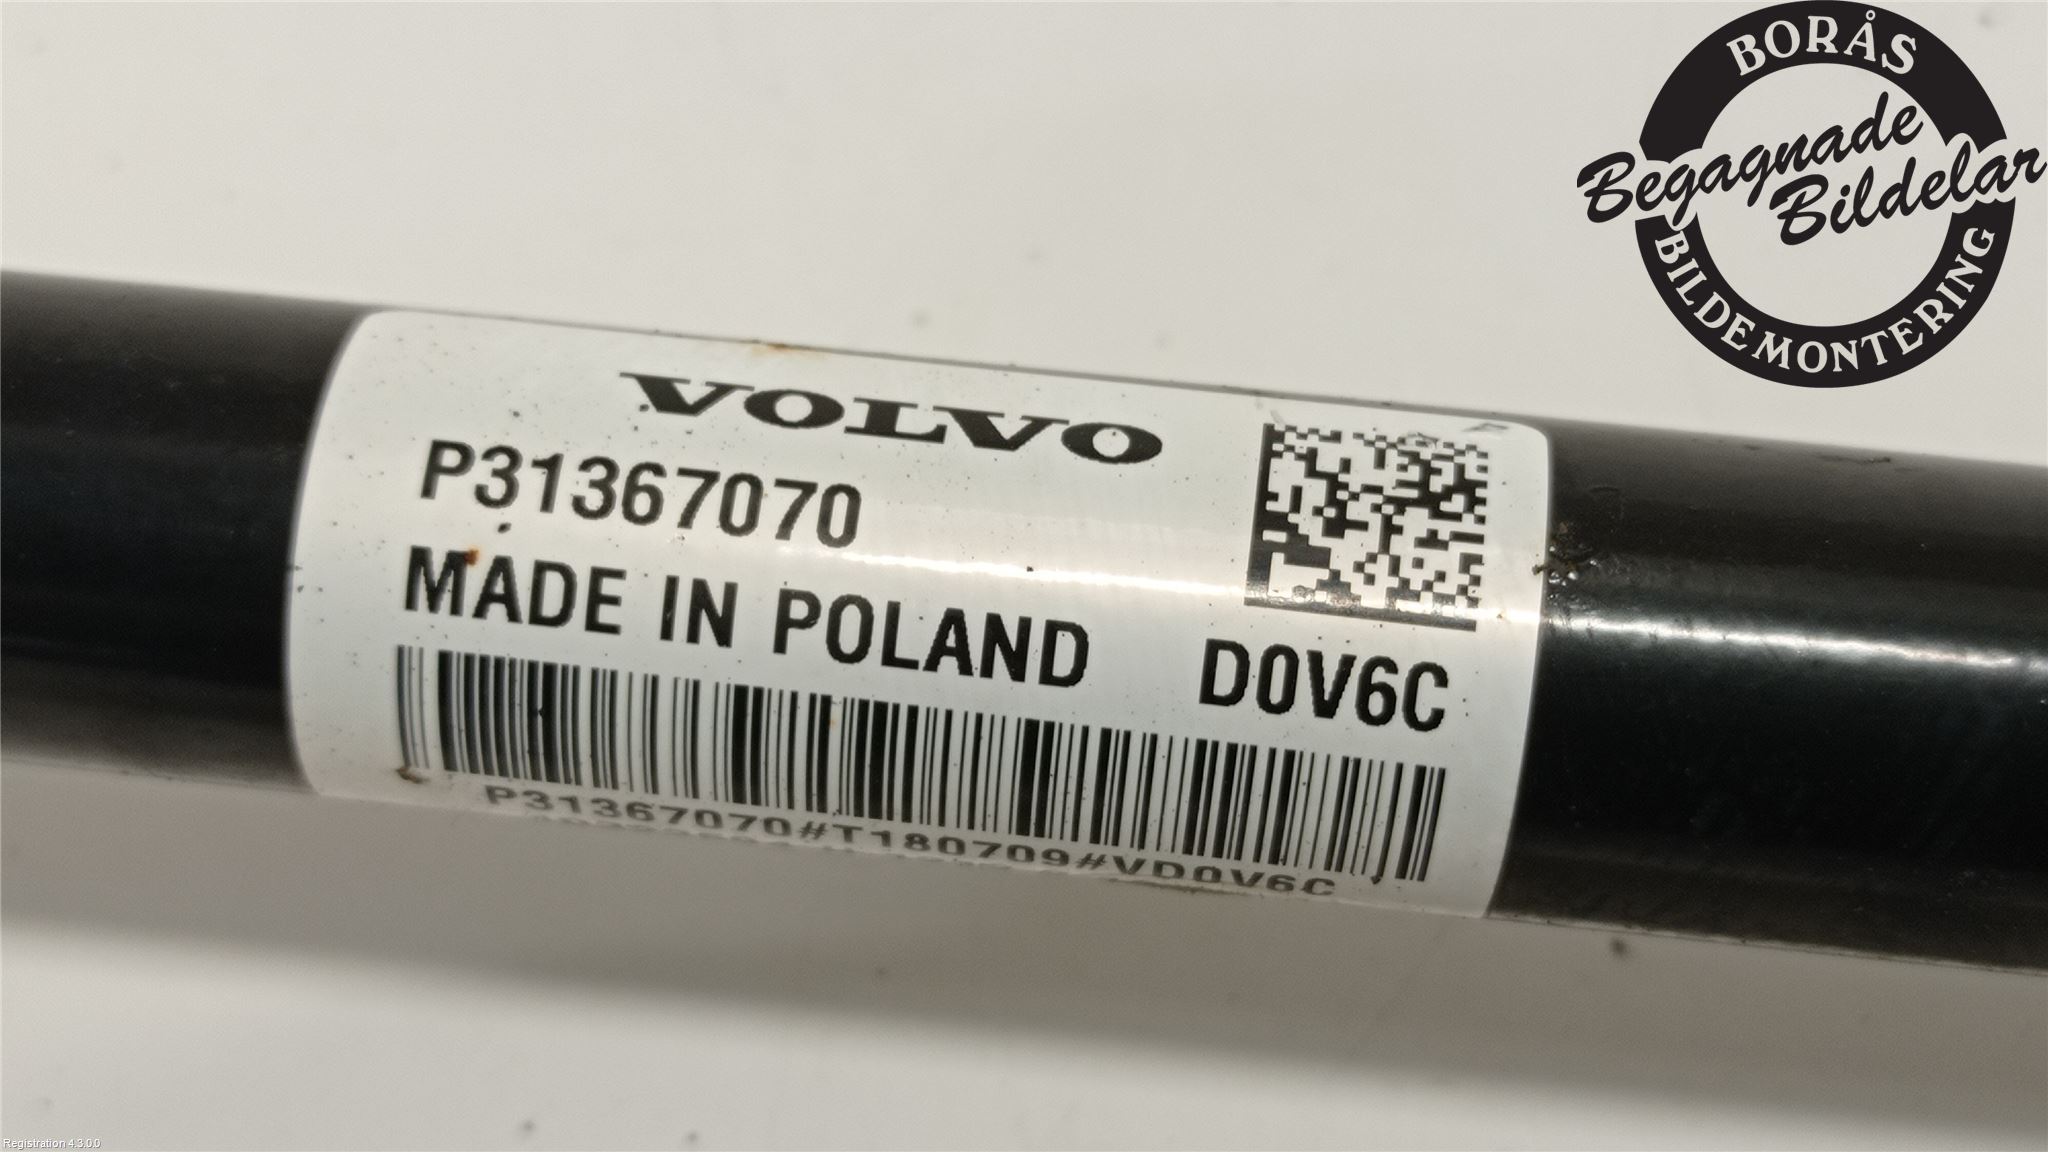 BORÅS
Begagnade
Bildelar
BILDEMONTERING
VOLVO
P31367070
MADE IN POLAND
D0V6C
P31367070#T180709#VD0V6C
Registration 4.3.0.0